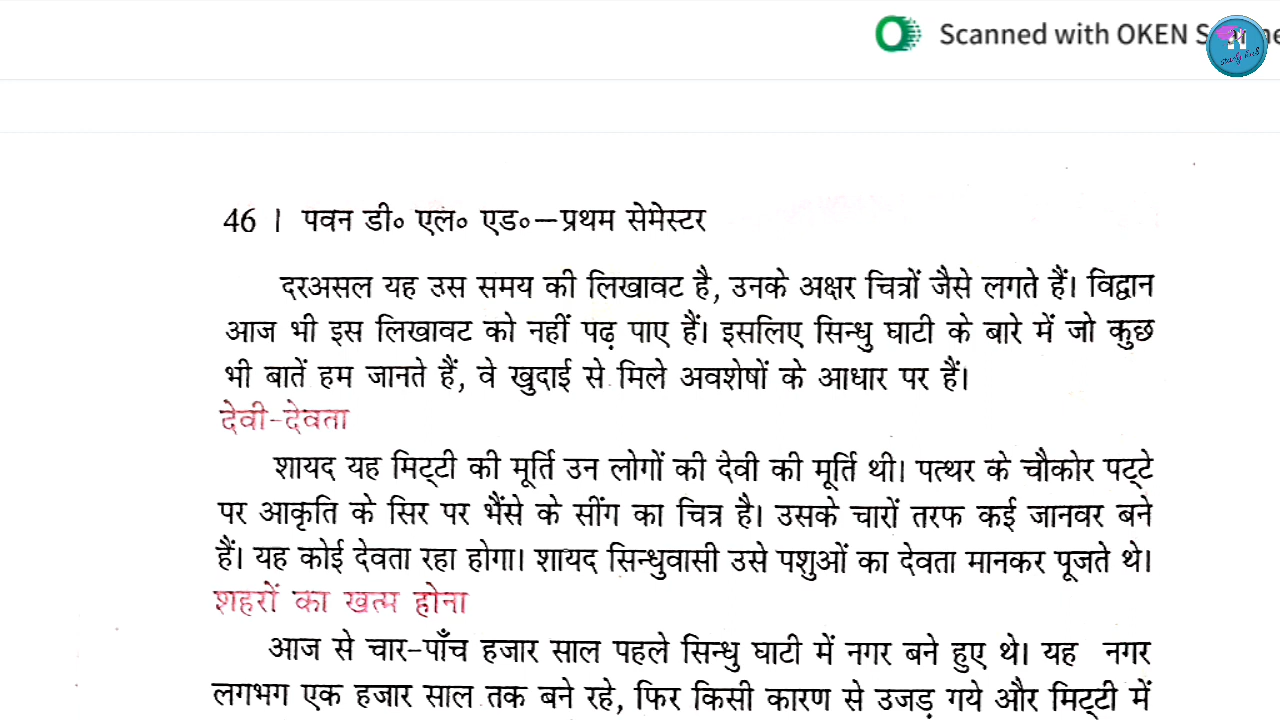 Scanned with OKEN S
N
Study Hub
46 । पवन डी० एल० एड०–प्रथम सेमेस्टर
दरअसल यह उस समय की लिखावट है, उनके अक्षर चित्रों जैसे लगते हैं। विद्वान
आज भी इस लिखावट को नहीं पढ़ पाए हैं। इसलिए सिन्धु घाटी के बारे में जो कुछ
भी बातें हम जानते हैं, वे खुदाई से मिले अवशेषों के आधार पर हैं।
देवी-देवता
शायद यह मिट्टी की मूर्ति उन लोगों की देवी की मूर्ति थी। पत्थर के चौकोर पट्टे
पर आकृति के सिर पर भैंसे के सींग का चित्र है। उसके चारों तरफ कई जानवर बने
हैं। यह कोई देवता रहा होगा। शायद सिन्धुवासी उसे पशुओं का देवता मानकर पूजते थे।
शहरों का खत्म होना
आज से चार-पाँच हजार साल पहले सिन्धु घाटी में नगर बने हुए थे। यह नगर
लगभग एक हजार साल तक बने रहे, फिर किसी कारण से उजड़ गये और मिट्टी में